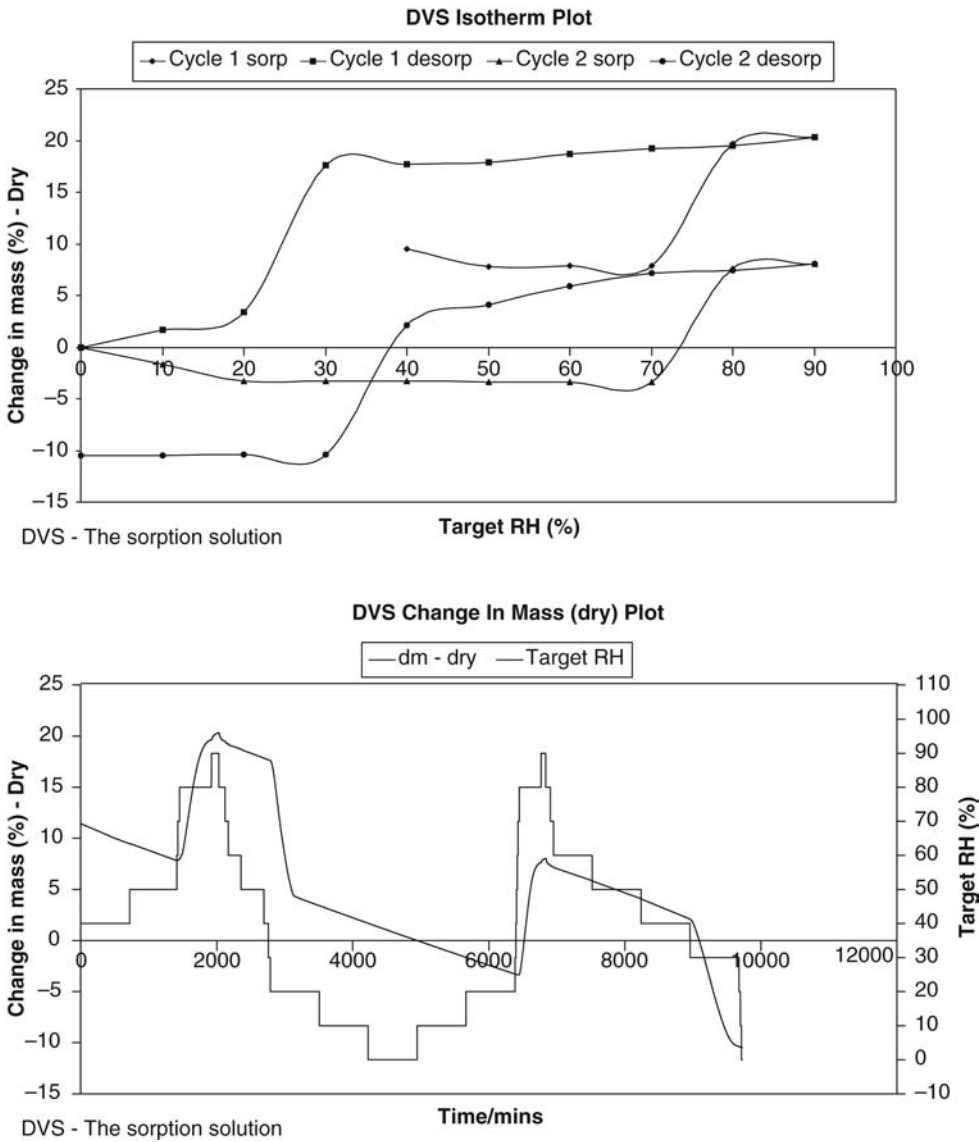 DVS Isotherm Plot
Cycle 1 sorp Cycle 1 desorp Cycle 2 sorp Cycle 2 desorp
25
20
15
10
5
0
−5
−10
−15
Change in mass (%) - Dry
10 20 30 40 50 60 70 80 90 100
Target RH (%)
DVS - The sorption solution
DVS Change In Mass (dry) Plot
dm - dry Target RH
25
20
15
10
5
0
−5
−10
−15
Change in mass (%) - Dry
2000 4000 6000 8000 10000 12000
110
100
90
80
70
60
50
40
30
20
10
0
−10
Target RH (%)
Time/mins
DVS - The sorption solution